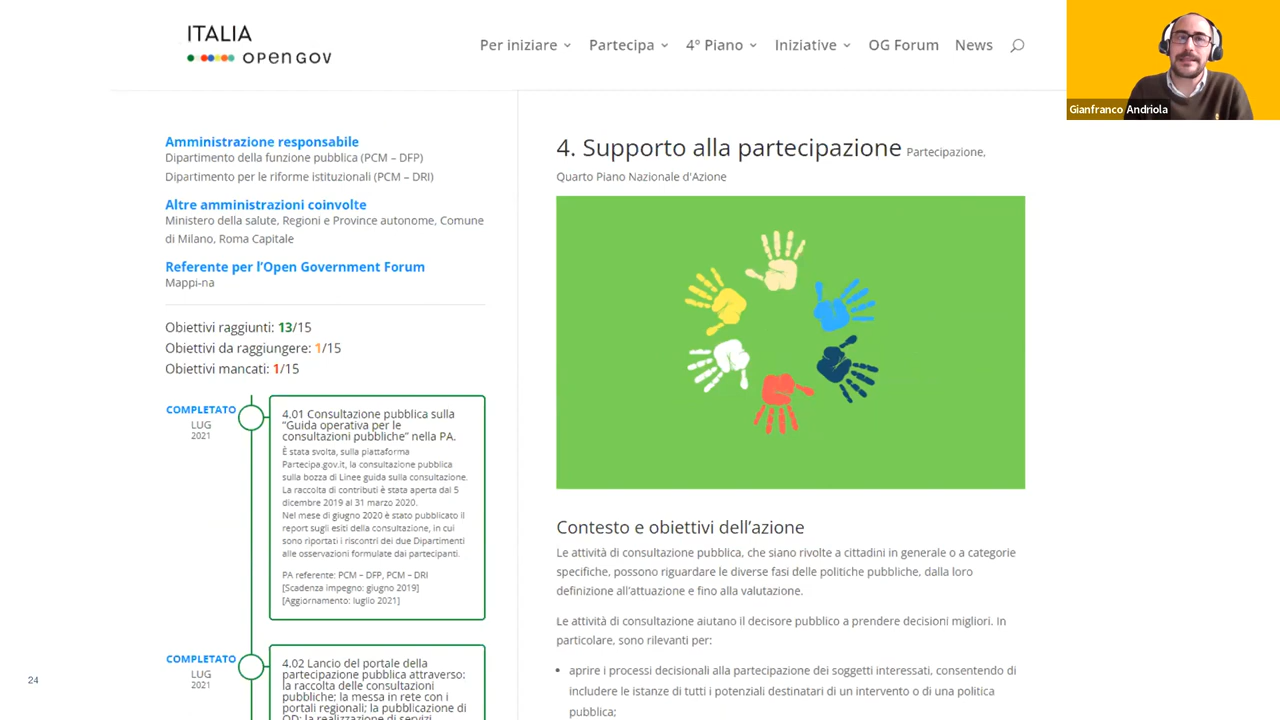 ITALIA
OPEN GOV
Per iniziare
Partecipa
4° Piano
Iniziative
OG Forum
News
Gianfranco Andriola
Amministrazione responsabile
Dipartimento della funzione pubblica (PCM – DFP)
Dipartimento per le riforme istituzionali (PCM – DRI)
Altre amministrazioni coinvolte
Ministero della salute, Regioni e Province autonome, Comune
di Milano, Roma Capitale
Referente per l'Open Government Forum
Mappi-na
Obiettivi raggiunti: 13/15
Obiettivi da raggiungere: 1/15
Obiettivi mancati: 1/15
COMPLETATO
LUG
2021
4.01 Consultazione pubblica sulla
“Guida operativa per le
consultazioni pubbliche” nella PA.
È stata svolta, sulla piattaforma
Partecipa.gov.it, la consultazione pubblica
sulla bozza di Linee guida sulla consultazione.
La raccolta di contributi è stata aperta dal 5
dicembre 2019 al 31 marzo 2020.
Nel mese di giugno 2020 è stato pubblicato il
report sugli esiti della consultazione, in cui
sono riportati i riscontri dei due Dipartimenti
alle osservazioni formulate dai partecipanti.
PA referente: PCM – DFP, PCM – DRI
[Scadenza impegno: giugno 2019]
[Aggiornamento: luglio 2021]
COMPLETATO
LUG
2021
4.02 Lancio del portale della
partecipazione pubblica attraverso:
la raccolta delle consultazioni
pubbliche; la messa in rete con i
portali regionali; la pubblicazione di
OD; la realizzazione di servizi
4. Supporto alla partecipazione Partecipazione,
Quarto Piano Nazionale d'Azione
Contesto e obiettivi dell'azione
Le attività di consultazione pubblica, che siano rivolte a cittadini in generale o a categorie
specifiche, possono riguardare le diverse fasi delle politiche pubbliche, dalla loro
definizione all'attuazione e fino alla valutazione.
Le attività di consultazione aiutano il decisore pubblico a prendere decisioni migliori. In
particolare, sono rilevanti per:
• aprire i processi decisionali alla partecipazione dei soggetti interessati, consentendo di
includere le istanze di tutti i potenziali destinatari di un intervento o di una politica
pubblica;
24